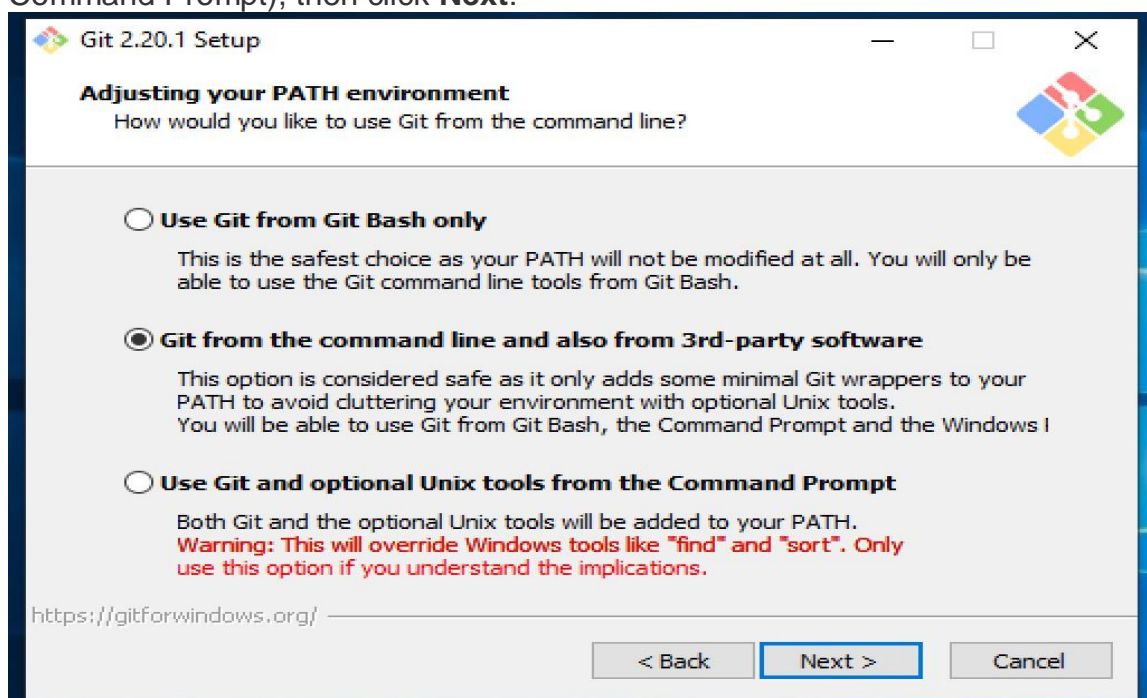 Command Prompt), then click Next.
Git 2.20.1 Setup
Adjusting your PATH environment
How would you like to use Git from the command line?
Use Git from Git Bash only
This is the safest choice as your PATH will not be modified at all. You will only be
able to use the Git command line tools from Git Bash.
Git from the command line and also from 3rd-party software
This option is considered safe as it only adds some minimal Git wrappers to your
PATH to avoid cluttering your environment with optional Unix tools.
You will be able to use Git from Git Bash, the Command Prompt and the Windows
Use Git and optional Unix tools from the Command Prompt
Both Git and the optional Unix tools will be added to your PATH.
Warning: This will override Windows tools like "find" and "sort". Only
use this option if you understand the implications.
https://gitforwindows.org/
< Back Next > Cancel